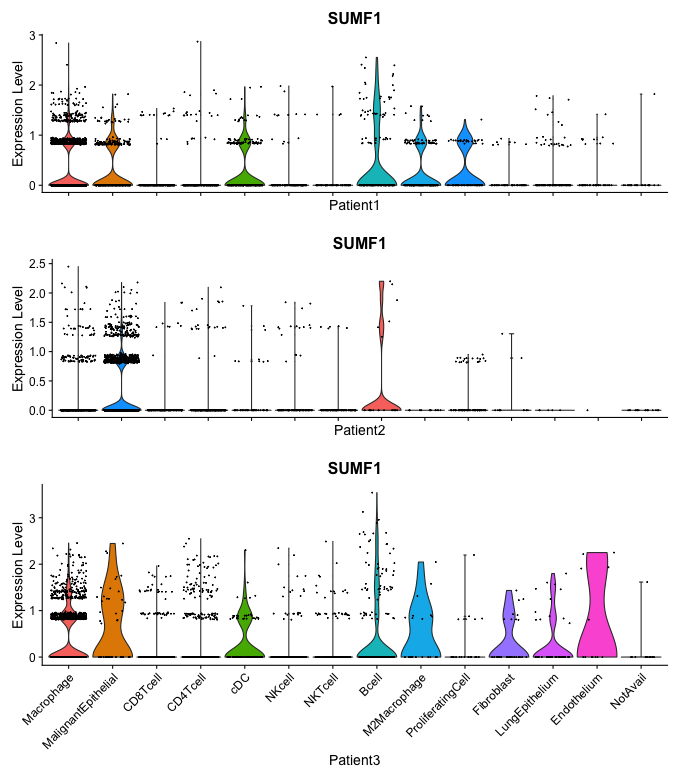 SUMF1
Expression Level
3
2
1
0
Patient1
SUMF1
Expression Level
2.5
2.0
1.5
1.0
0.5
0.0
Patient2
SUMF1
Expression Level
3
2
1
0
Macrophage
MalignantEpithelial
CD8Tcell
CD4Tcell
cDC
NKcell
NKTcell
Bcell
M2Macrophage
ProliferatingCell
Fibroblast
LungEpithelium
Endothelium
NotAvail
Patient3